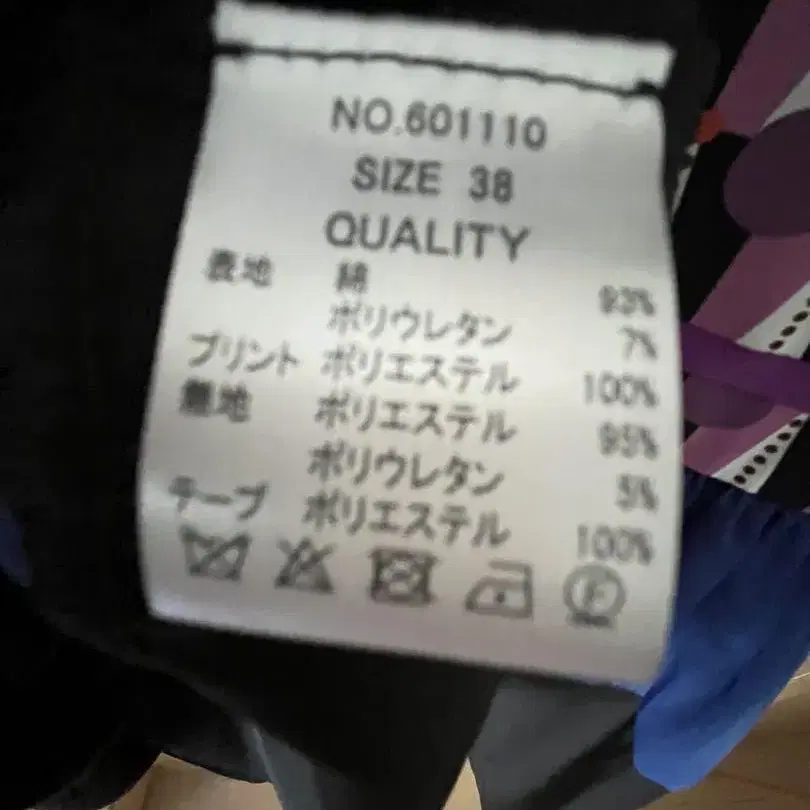 NO.601110
SIZE 38
QUALITY
表地 綿 93%
ポリウレタン 7%
プリント ポリエステル 100%
無地 ポリエステル 95%
ポリウレタン 5%
テープ ポリエステル 100%
F